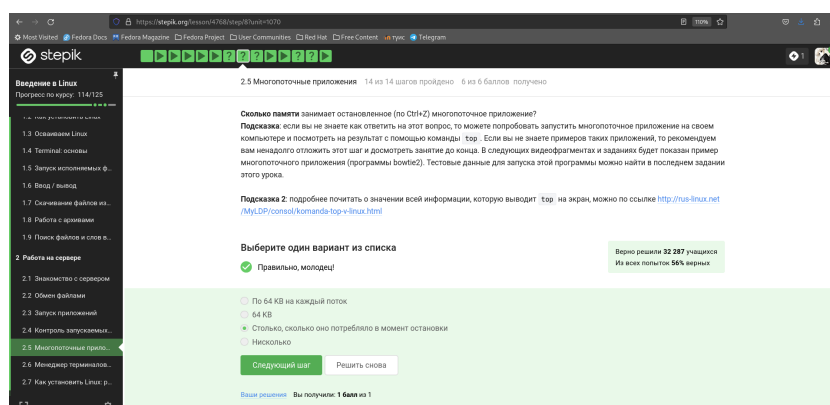 https://stepik.org/lesson/4768/step/8?unit=1070
110%
Most Visited Fedora Docs Fedora Magazine Fedora Project User Communities Red Hat Free Content туис Telegram
stepik
1
Введение в Linux
Прогресс по курсу: 114/125
2.5 Многопоточные приложения 14 из 14 шагов пройдено 6 из 6 баллов получено
1.2 Как установить Linux
1.3 Осваиваем Linux
1.4 Terminal: основы
1.5 Запуск исполняемых ф...
1.6 Ввод / вывод
1.7 Скачивание файлов из...
1.8 Работа с архивами
1.9 Поиск файлов и слов в...
2 Работа на сервере
2.1 Знакомство с сервером
2.2 Обмен файлами
2.3 Запуск приложений
2.4 Контроль запускаемых...
2.5 Многопоточные прило...
2.6 Менеджер терминалов...
2.7 Как установить Linux: р...
Сколько памяти занимает остановленное (по Ctrl+Z) многопоточное приложение?
Подсказка: если вы не знаете как ответить на этот вопрос, то можете попробовать запустить многопоточное приложение на своем
компьютере и посмотреть на результат с помощью команды top . Если вы не знаете примеров таких приложений, то рекомендуем
вам ненадолго отложить этот шаг и досмотреть занятие до конца. В следующих видеофрагментах и заданиях будет показан пример
многопоточного приложения (программы bowtie2). Тестовые данные для запуска этой программы можно найти в последнем задании
этого урока.
Подсказка 2: подробнее почитать о значении всей информации, которую выводит top на экран, можно по ссылке http://rus-linux.net
/MyLDP/consol/komanda-top-v-linux.html
Выберите один вариант из списка
Правильно, молодец!
Верно решили 32 287 учащихся
Из всех попыток 56% верных
По 64 KB на каждый поток
64 KB
Столько, сколько оно потребляло в момент остановки
Нисколько
Следующий шаг Решить снова
Ваши решения Вы получили: 1 балл из 1